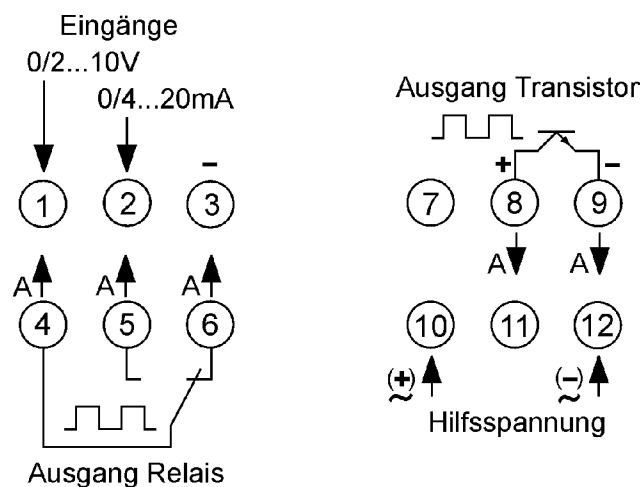 Eingänge
0/2...10V
0/4...20mA
–
1 2 3
A A A
4 5 6
Ausgang Relais
Ausgang Transistor
+ –
7 8 9
A A
10 11 12
(+) (–)
~ ~
Hilfsspannung